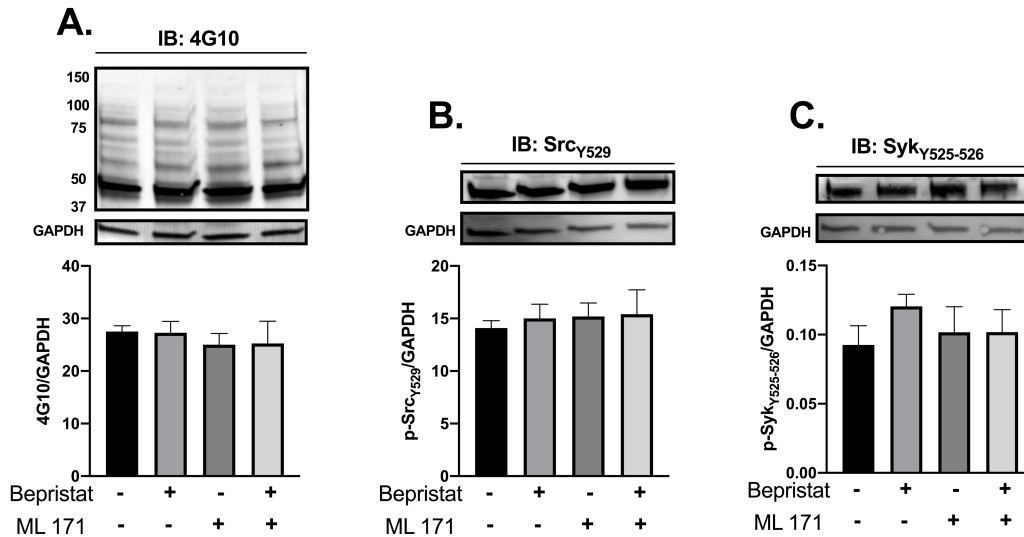 A.
IB: 4G10
150
100
75
50
37
GAPDH
40
30
20
10
0
4G10/GAPDH
Bepristat - + - +
ML 171 - - + +
B.
IB: SrcY529
GAPDH
20
15
10
5
0
p-SrcY529/GAPDH
Bepristat - + - +
ML 171 - - + +
C.
IB: SykY525-526
GAPDH
0.15
0.10
0.05
0.00
p-SykY525-526/GAPDH
Bepristat - + - +
ML 171 - - + +